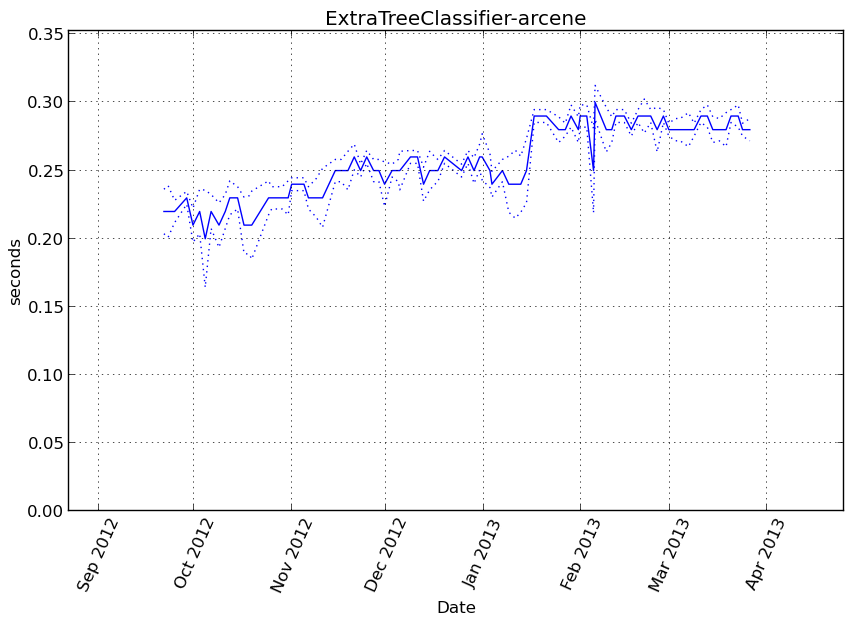 ExtraTreeClassifier-arcene
0.35
0.30
0.25
0.20
0.15
0.10
0.05
0.00
seconds
Sep 2012
Oct 2012
Nov 2012
Dec 2012
Jan 2013
Feb 2013
Mar 2013
Apr 2013
Date